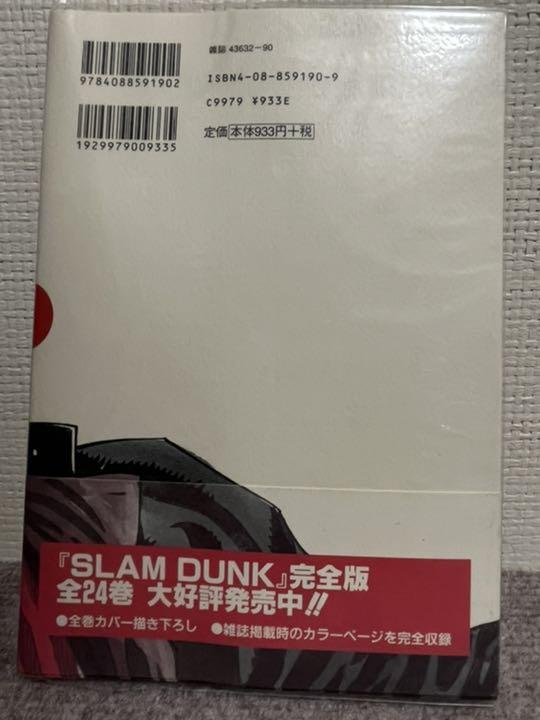 雑誌 43632-90
9784088591902
ISBN4-08-859190-9
C9979 ¥933E
1929979009335
定価 本体933円+税
『SLAM DUNK』完全版
全24巻 大好評発売中!!
●全巻カバー描き下ろし ●雑誌掲載時のカラーページを完全収録